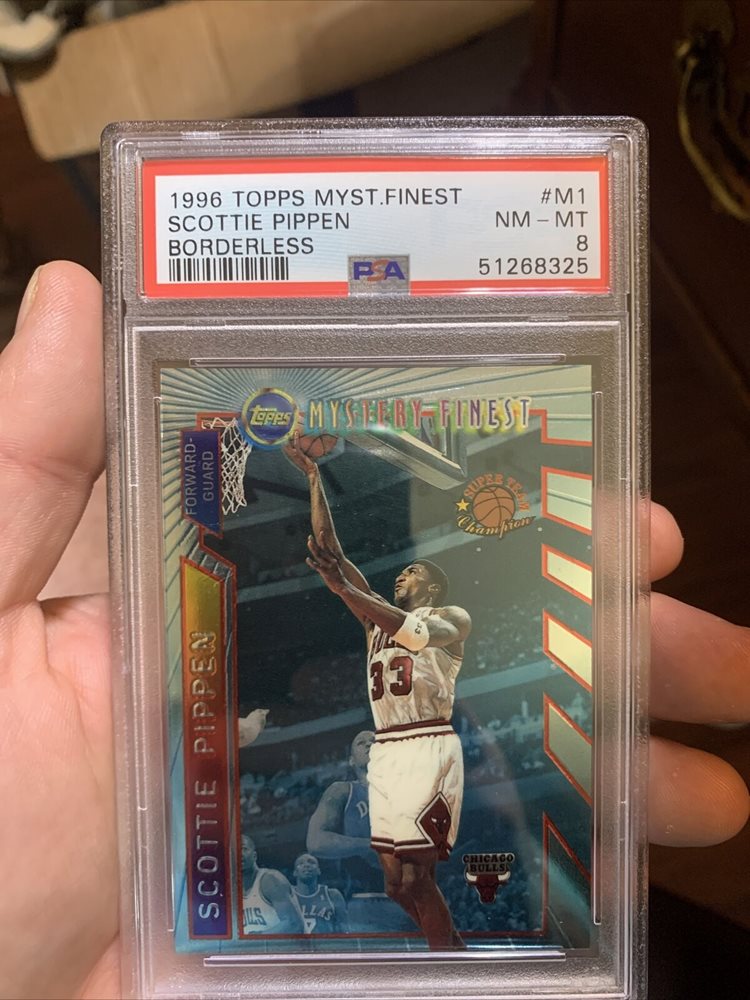 1996 TOPPS MYST.FINEST #M1
SCOTTIE PIPPEN NM - MT
BORDERLESS 8
PSA 51268325
Topps MYSTERY FINEST
FORWARD-
GUARD
SUPER TEAM
Champion
SCOTTIE PIPPEN
33
33
CHICAGO
BULLS